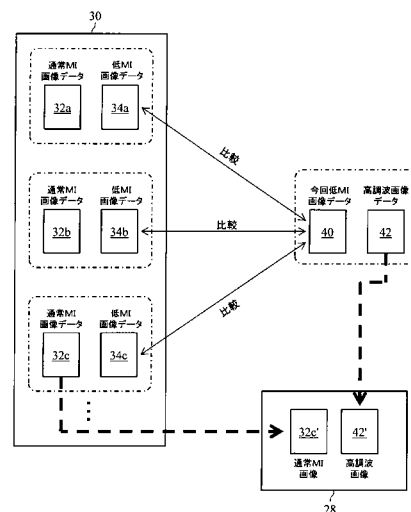 30
通常MI 低MI
画像データ 画像データ
32a 34a
通常MI 低MI
画像データ 画像データ
32b 34b
通常MI 低MI
画像データ 画像データ
32c 34c
比較
比較
比較
今回低MI 高調波画像
画像データ データ
40 42
32c' 42'
通常MI 高調波
画像 画像
28